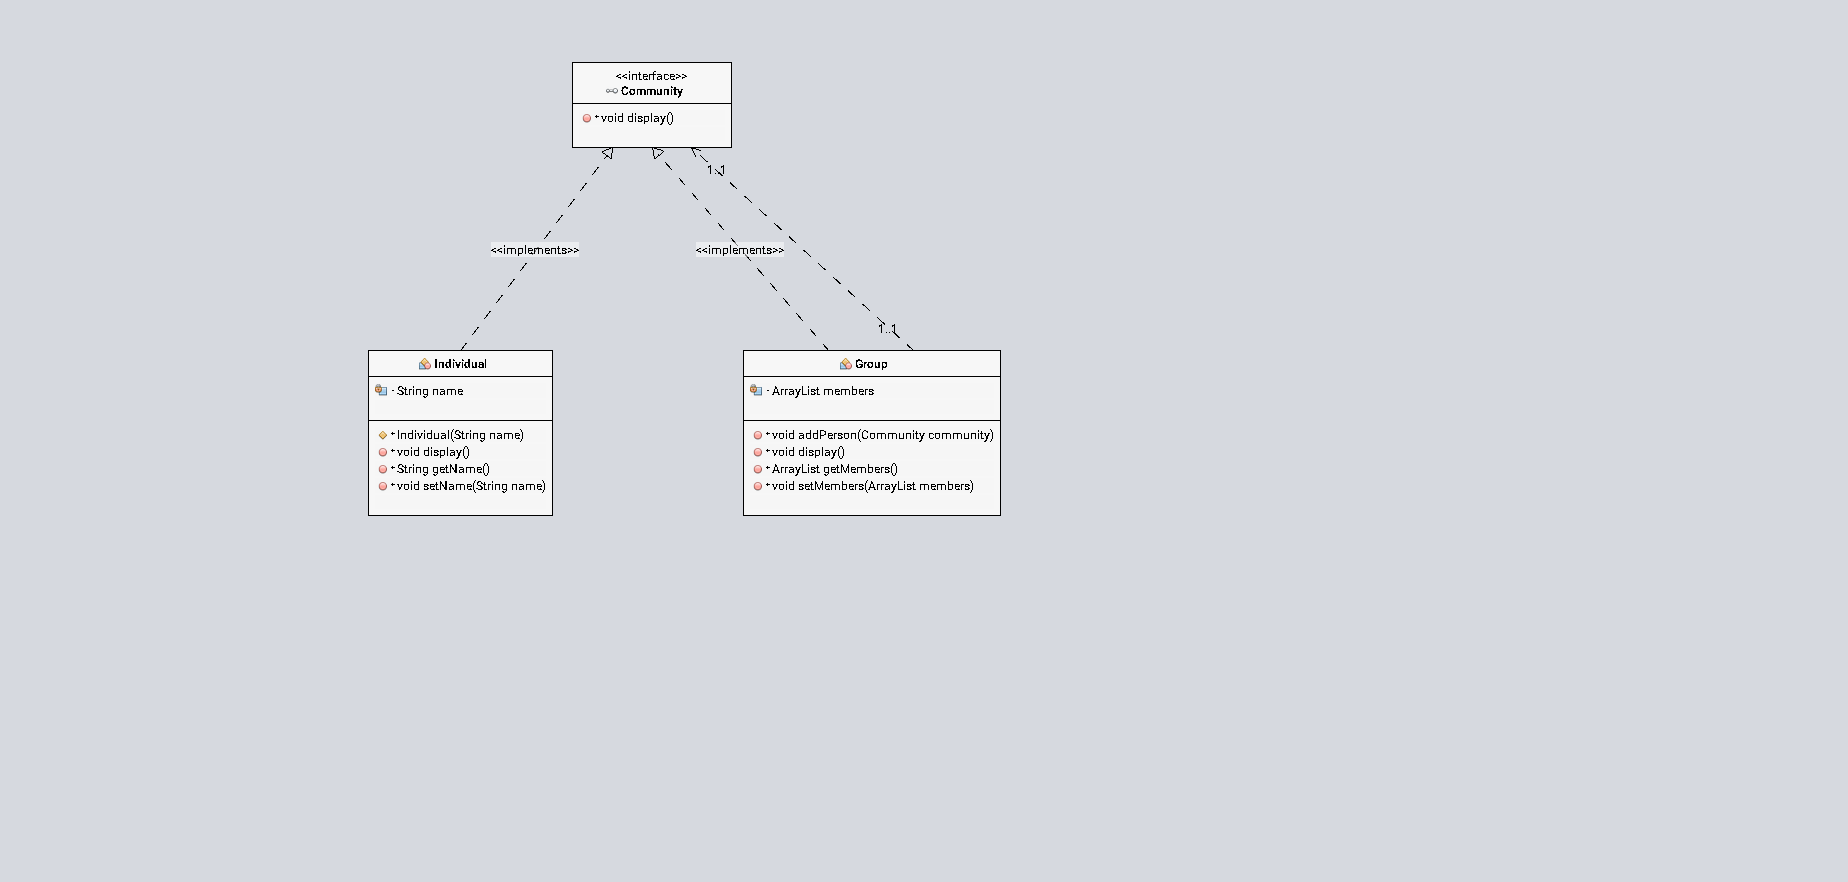 <<interface>>
Community
+void display()
1..1
<<implements>>
<<implements>>
1..1
Individual
- String name
+Individual(String name)
+void display()
+String getName()
+void setName(String name)
Group
- ArrayList members
+void addPerson(Community community)
+void display()
+ArrayList getMembers()
+void setMembers(ArrayList members)